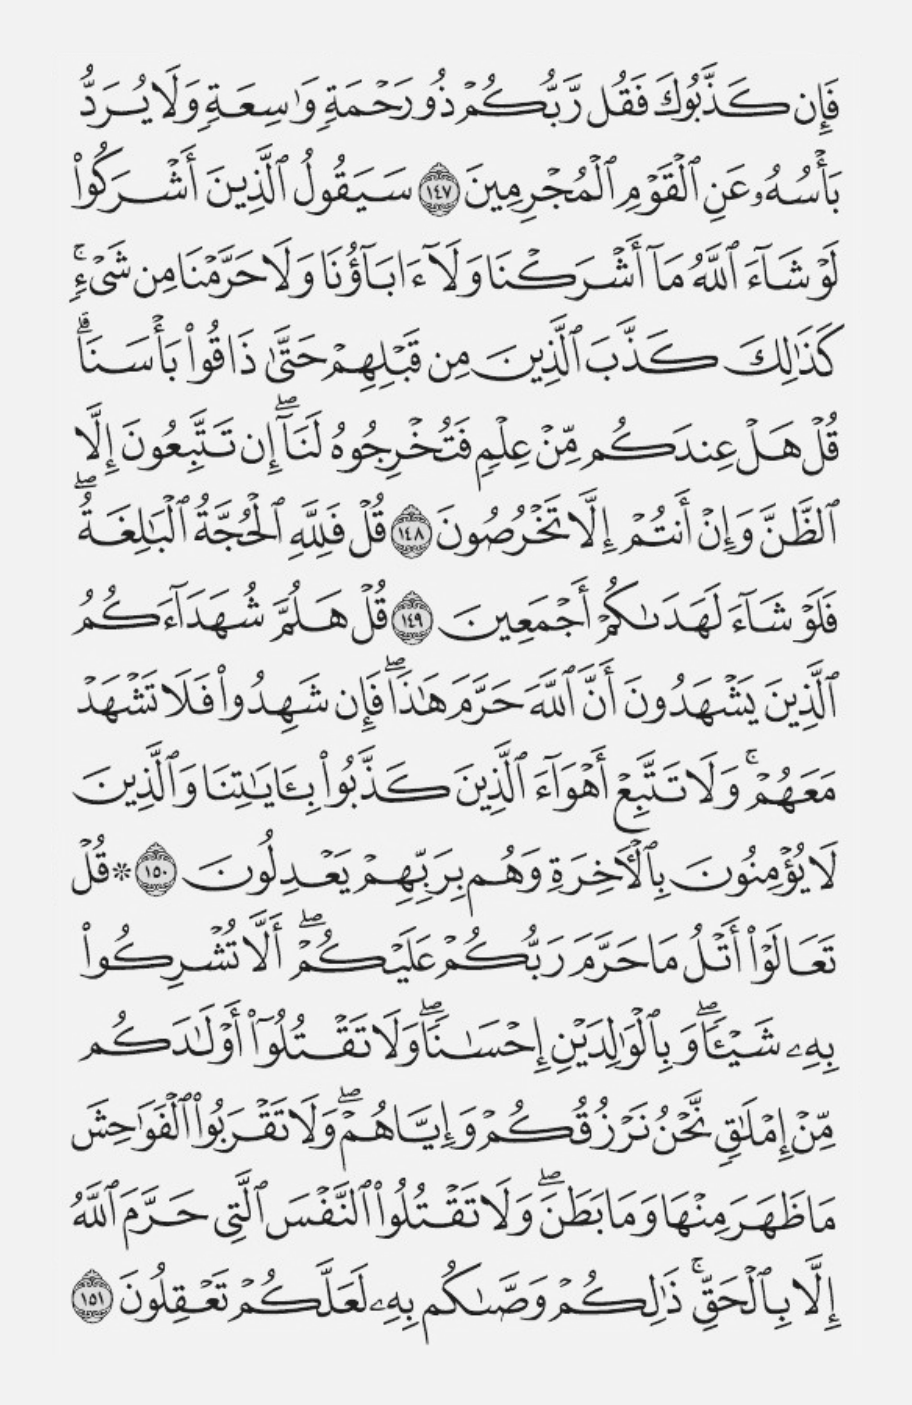 فَإِن كَذَّبُوكَ فَقُل رَّبُّكُمْ ذُو رَحْمَةٍ وَٰسِعَةٍ وَلَا يُرَدُّ
بَأْسُهُۥ عَنِ ٱلْقَوْمِ ٱلْمُجْرِمِينَ ١٤٧ سَيَقُولُ ٱلَّذِينَ أَشْرَكُوا۟
لَوْ شَآءَ ٱللَّهُ مَآ أَشْرَكْنَا وَلَآ ءَابَآؤُنَا وَلَا حَرَّمْنَا مِن شَىْءٍۚ
كَذَٰلِكَ كَذَّبَ ٱلَّذِينَ مِن قَبْلِهِمْ حَتَّىٰ ذَاقُوا۟ بَأْسَنَاۗ
قُلْ هَلْ عِندَكُم مِّنْ عِلْمٍ فَتُخْرِجُوهُ لَنَآۖ إِن تَتَّبِعُونَ إِلَّا
ٱلظَّنَّ وَإِنْ أَنتُمْ إِلَّا تَخْرُصُونَ ١٤٨ قُلْ فَلِلَّهِ ٱلْحُجَّةُ ٱلْبَٰلِغَةُۖ
فَلَوْ شَآءَ لَهَدَىٰكُمْ أَجْمَعِينَ ١٤٩ قُلْ هَلُمَّ شُهَدَآءَكُمُ
ٱلَّذِينَ يَشْهَدُونَ أَنَّ ٱللَّهَ حَرَّمَ هَٰذَاۖ فَإِن شَهِدُوا۟ فَلَا تَشْهَدْ
مَعَهُمْۚ وَلَا تَتَّبِعْ أَهْوَآءَ ٱلَّذِينَ كَذَّبُوا۟ بِـَٔايَٰتِنَا وَٱلَّذِينَ
لَا يُؤْمِنُونَ بِٱلْـَٔاخِرَةِ وَهُم بِرَبِّهِمْ يَعْدِلُونَ ١٥٠ ۞ قُلْ
تَعَالَوْا۟ أَتْلُ مَا حَرَّمَ رَبُّكُمْ عَلَيْكُمْۖ أَلَّا تُشْرِكُوا۟
بِهِۦ شَيْـًٔاۖ وَبِٱلْوَٰلِدَيْنِ إِحْسَٰنًاۖ وَلَا تَقْتُلُوٓا۟ أَوْلَٰدَكُم
مِّنْ إِمْلَٰقٍۖ نَّحْنُ نَرْزُقُكُمْ وَإِيَّاهُمْۖ وَلَا تَقْرَبُوا۟ ٱلْفَوَٰحِشَ
مَا ظَهَرَ مِنْهَا وَمَا بَطَنَۖ وَلَا تَقْتُلُوا۟ ٱلنَّفْسَ ٱلَّتِى حَرَّمَ ٱللَّهُ
إِلَّا بِٱلْحَقِّۚ ذَٰلِكُمْ وَصَّىٰكُم بِهِۦ لَعَلَّكُمْ تَعْقِلُونَ ١٥١